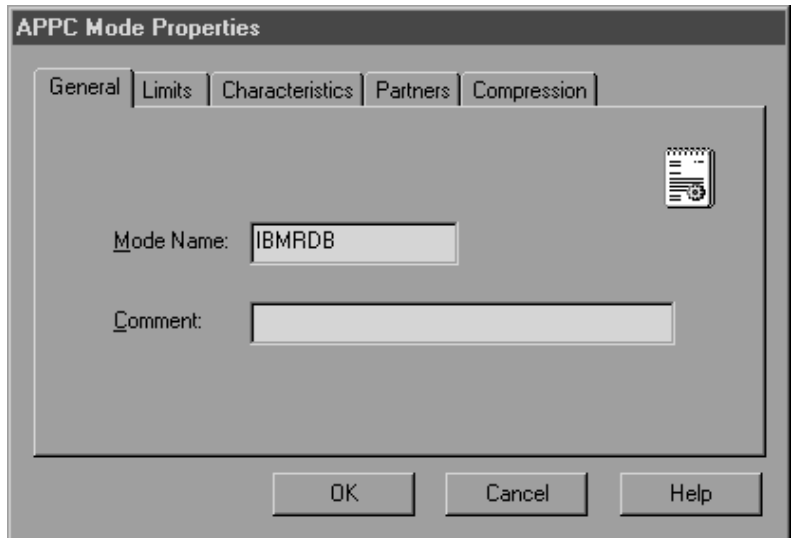 APPC Mode Properties
General Limits Characteristics Partners Compression
Mode Name: IBMRDB
Comment:
OK Cancel Help